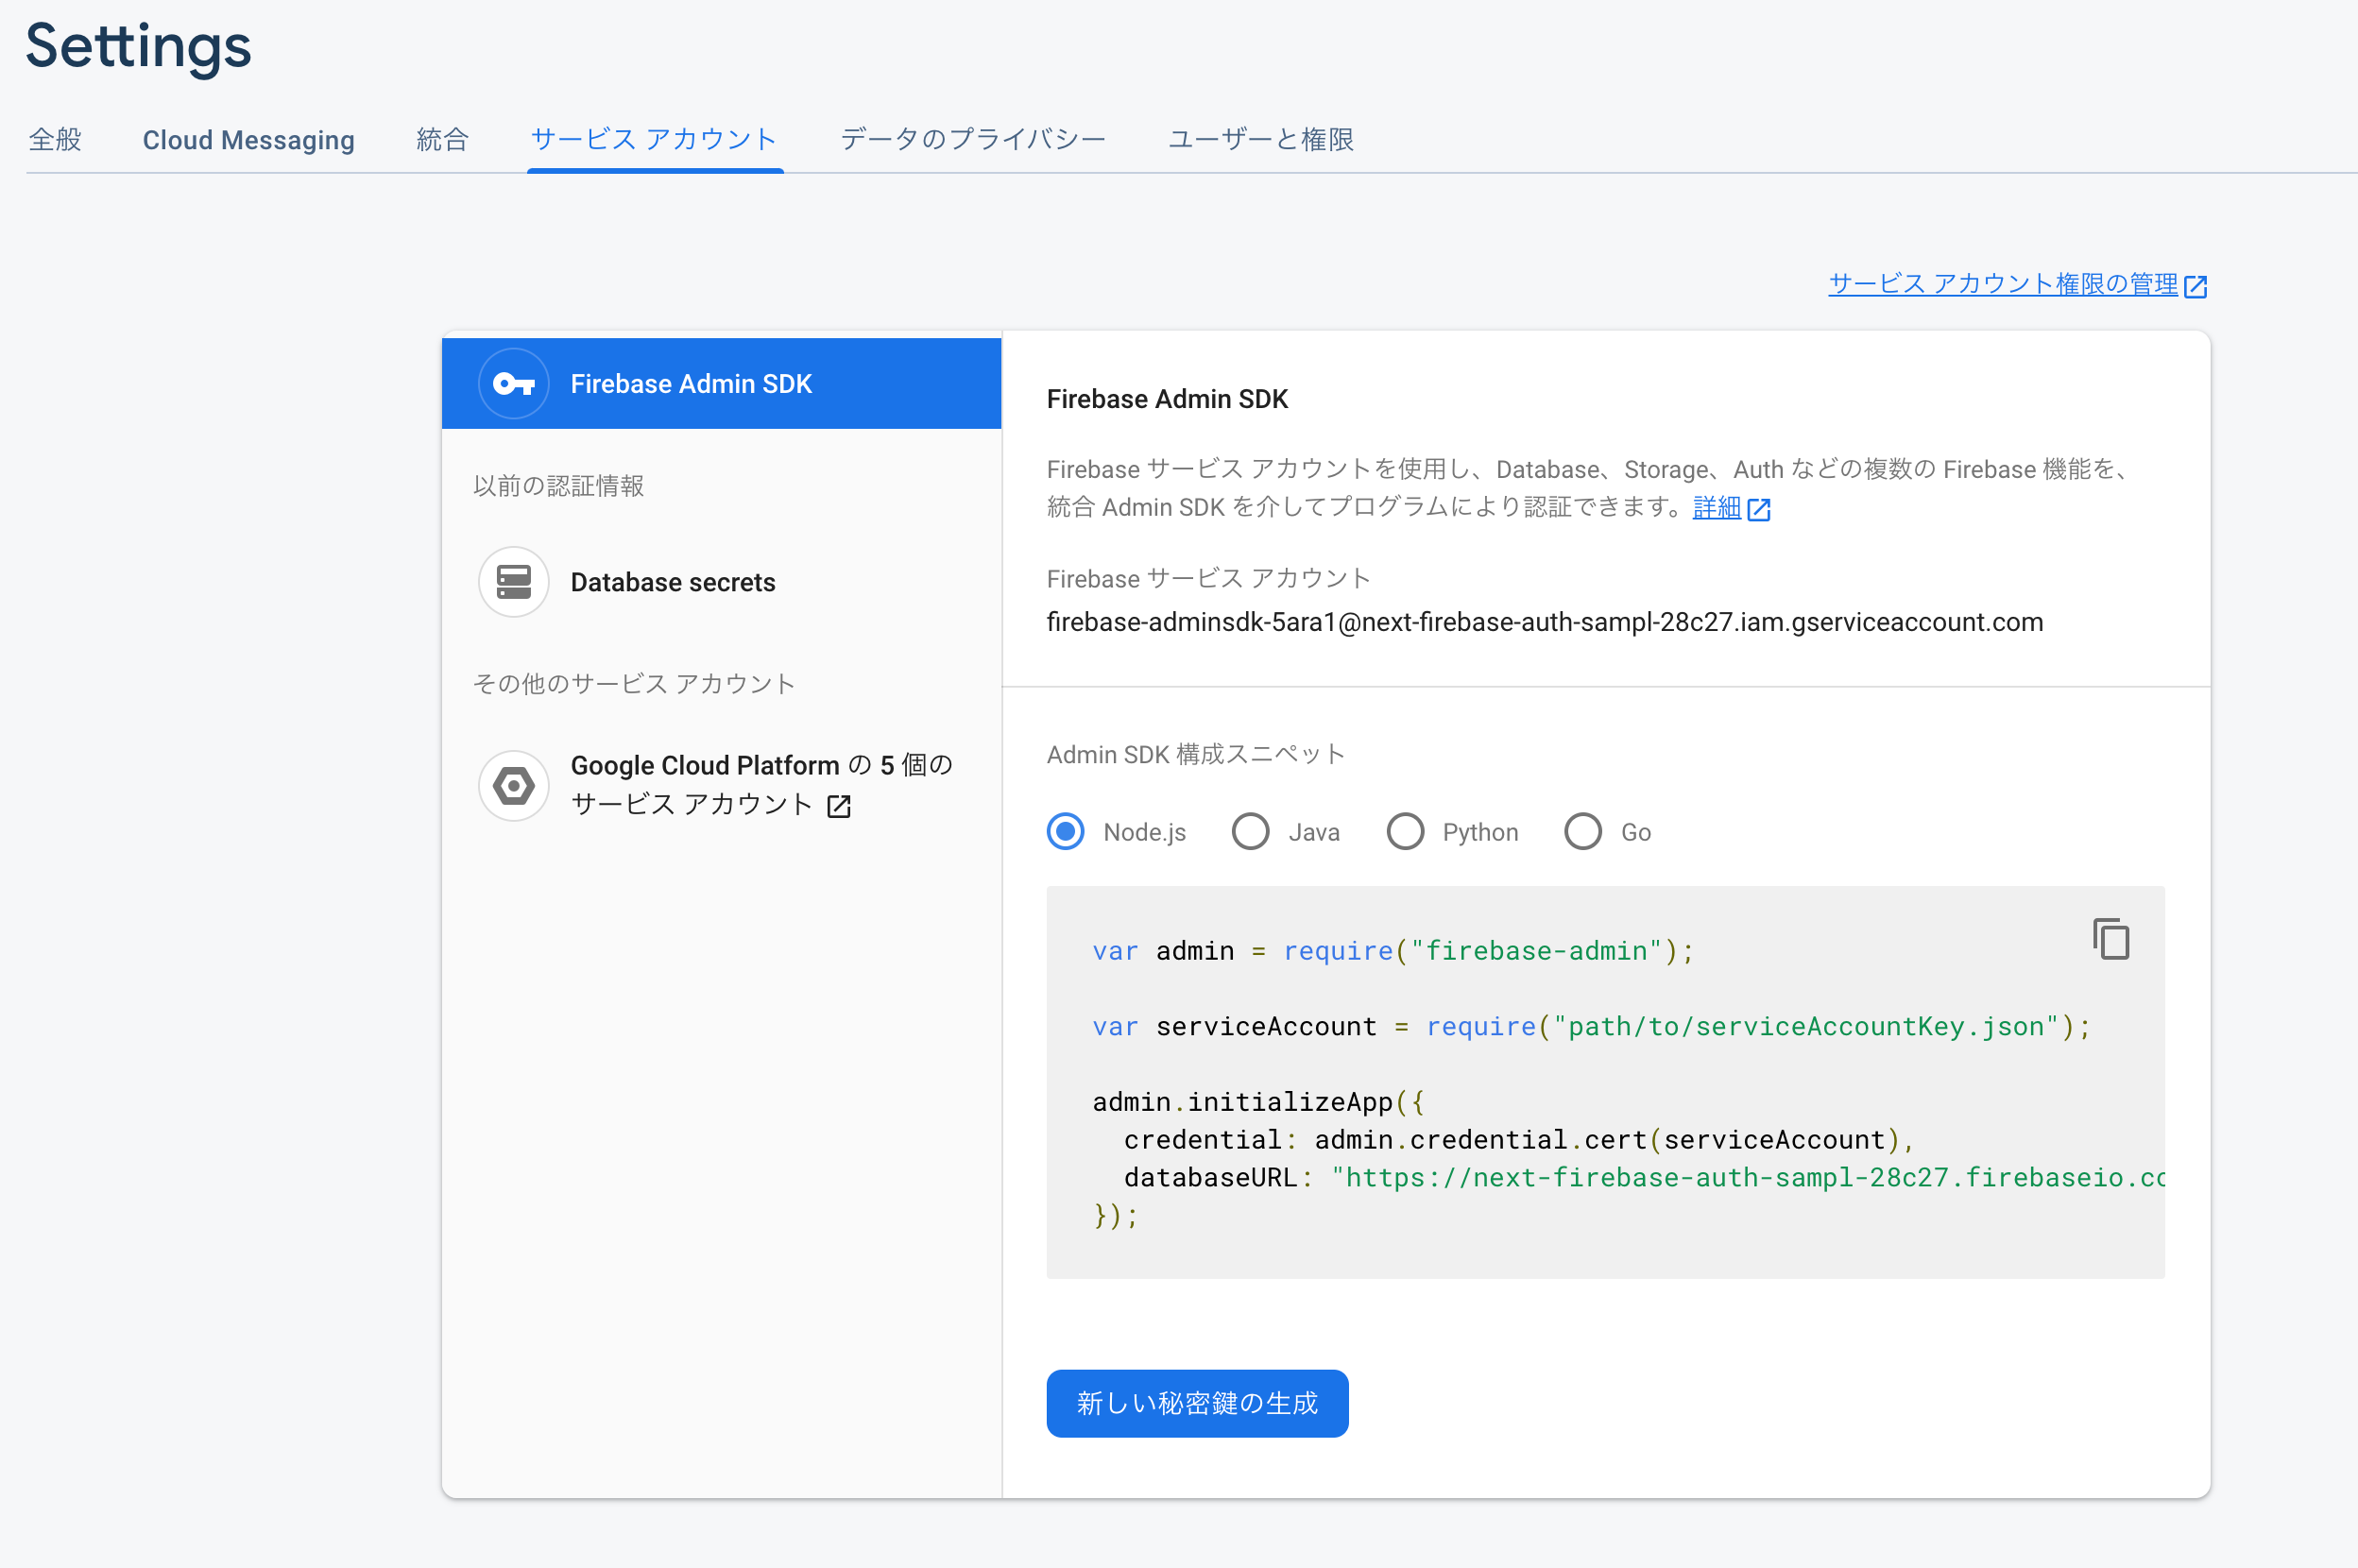 Settings
全般
Cloud Messaging
統合
サービス アカウント
データのプライバシー
ユーザーと権限
サービス アカウント権限の管理
Firebase Admin SDK
以前の認証情報
Database secrets
その他のサービス アカウント
Google Cloud Platform の 5 個の
サービス アカウント
Firebase Admin SDK
Firebase サービス アカウントを使用し、Database、Storage、Auth などの複数の Firebase 機能を、
統合 Admin SDK を介してプログラムにより認証できます。詳細
Firebase サービス アカウント
firebase-adminsdk-5ara1@next-firebase-auth-sampl-28c27.iam.gserviceaccount.com
Admin SDK 構成スニペット
Node.js
Java
Python
Go
var admin = require("firebase-admin");
var serviceAccount = require("path/to/serviceAccountKey.json");
admin.initializeApp({
credential: admin.credential.cert(serviceAccount),
databaseURL: "https://next-firebase-auth-sampl-28c27.firebaseio.co
});
新しい秘密鍵の生成